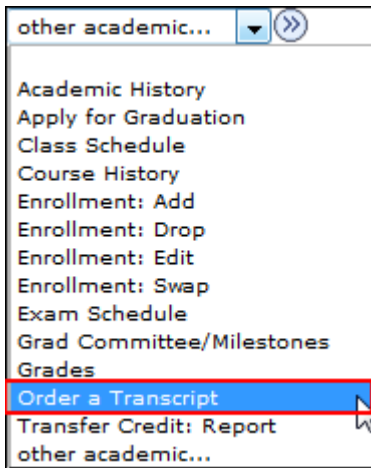 other academic...
Academic History
Apply for Graduation
Class Schedule
Course History
Enrollment: Add
Enrollment: Drop
Enrollment: Edit
Enrollment: Swap
Exam Schedule
Grad Committee/Milestones
Grades
Order a Transcript
Transfer Credit: Report
other academic...